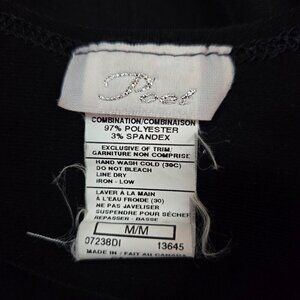 Poet
COMBINATION/COMBINAISON
97% POLYESTER
3% SPANDEX
EXCLUSIVE OF TRIM/
GARNITURE NON COMPRISE
HAND WASH COLD (30C)
DO NOT BLEACH
LINE DRY
IRON - LOW
LAVER À LA MAIN
& L'EAU FROIDE (30)
NE PAS JAVELISER
SUSPENDRE POUR SÉCHER
REPASSER - BASSE
M/M
07238DI 13645
MADE IN / FAIT AU CANADA